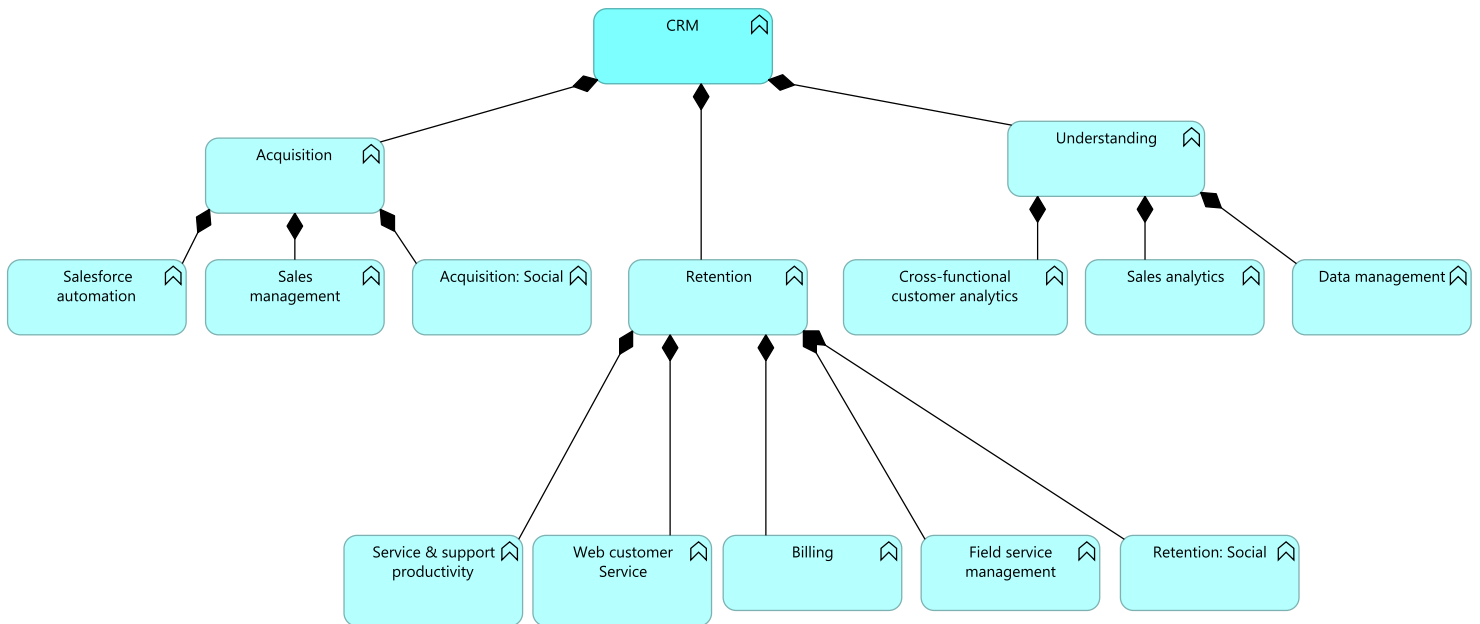 CRM
Acquisition
Understanding
Salesforce
automation
Sales
management
Acquisition: Social
Retention
Cross-functional
customer analytics
Sales analytics
Data management
Service & support
productivity
Web customer
Service
Billing
Field service
management
Retention: Social